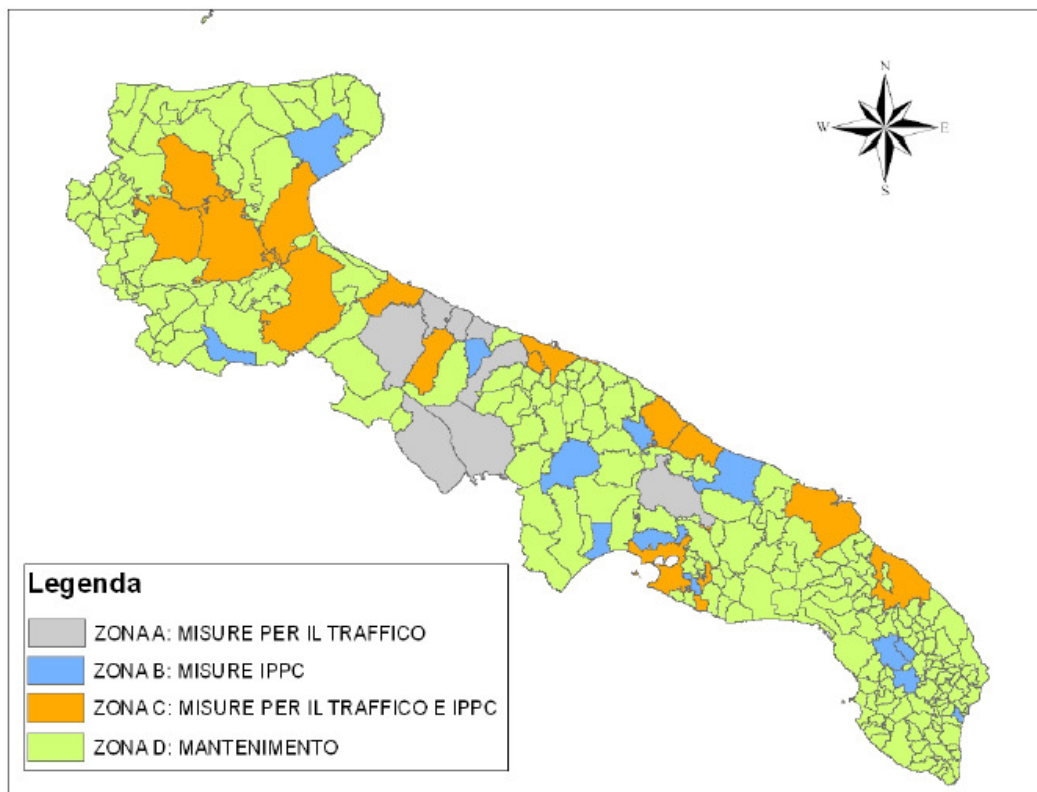 N
W E
S
Legenda
ZONA A: MISURE PER IL TRAFFICO
ZONA B: MISURE IPPC
ZONA C: MISURE PER IL TRAFFICO E IPPC
ZONA D: MANTENIMENTO